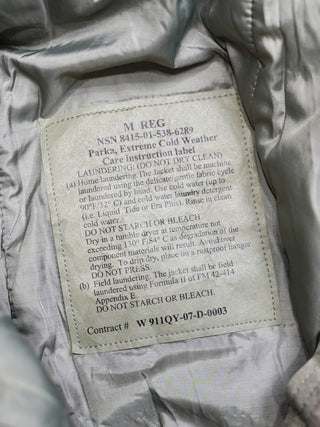 M REG
NSN 8415-01-538-6289
Parka, Extreme Cold Weather
Care instruction label
LAUNDERING: (DO NOT DRY CLEAN)
(a) Home laundering. The Jacket shall be machine
laundered using the delicate/gentle fabric cycle
or laundered by hand. Use cold water (up to
90°F/32° C) and cold water laundry detergent
(i.e. Liquid Tide or Era Plus). Rinse in clean
cold water.
DO NOT STARCH OR BLEACH.
Dry in a tumble dryer at temperature not
exceeding 130° F/54° C as degradation of the
component materials will result. Avoid over
drying. To drip dry, place on a rustproof hanger.
DO NOT PRESS.
(b) Field laundering. The jacket shall be field
laundered using Formula II of FM 42-414
Appendix E.
DO NOT STARCH OR BLEACH.
Contract # W 911QY-07-D-0003